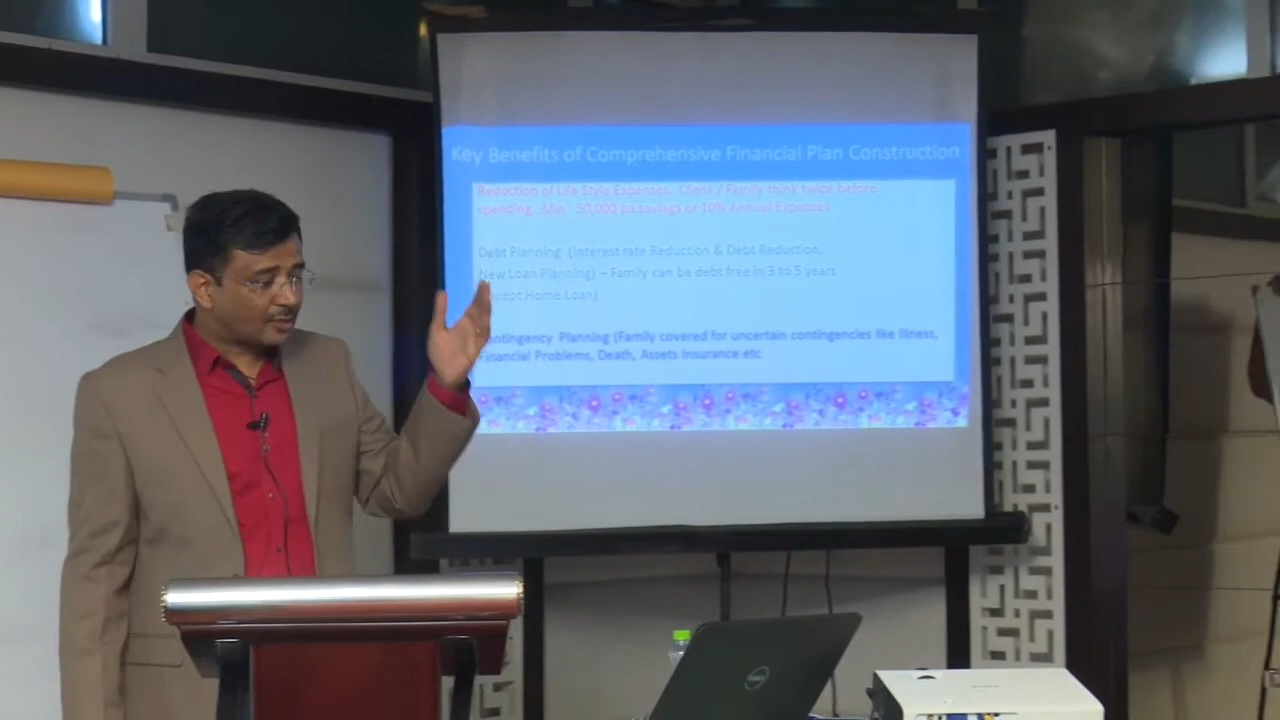 Key Benefits of Comprehensive Financial Plan Construction
Reduction of Life Style Expenses. Client / Family think twice before
spending. Min. 50,000 pa savings or 10% Annual Expenses
Debt Planning (Interest rate Reduction & Debt Reduction,
New Loan Planning) – Family can be debt free in 3 to 5 years
Home Loan)
Planning (Family covered for uncertain contingencies like Illness,
Financial Problems, Death, Assets Insurance etc
DELL